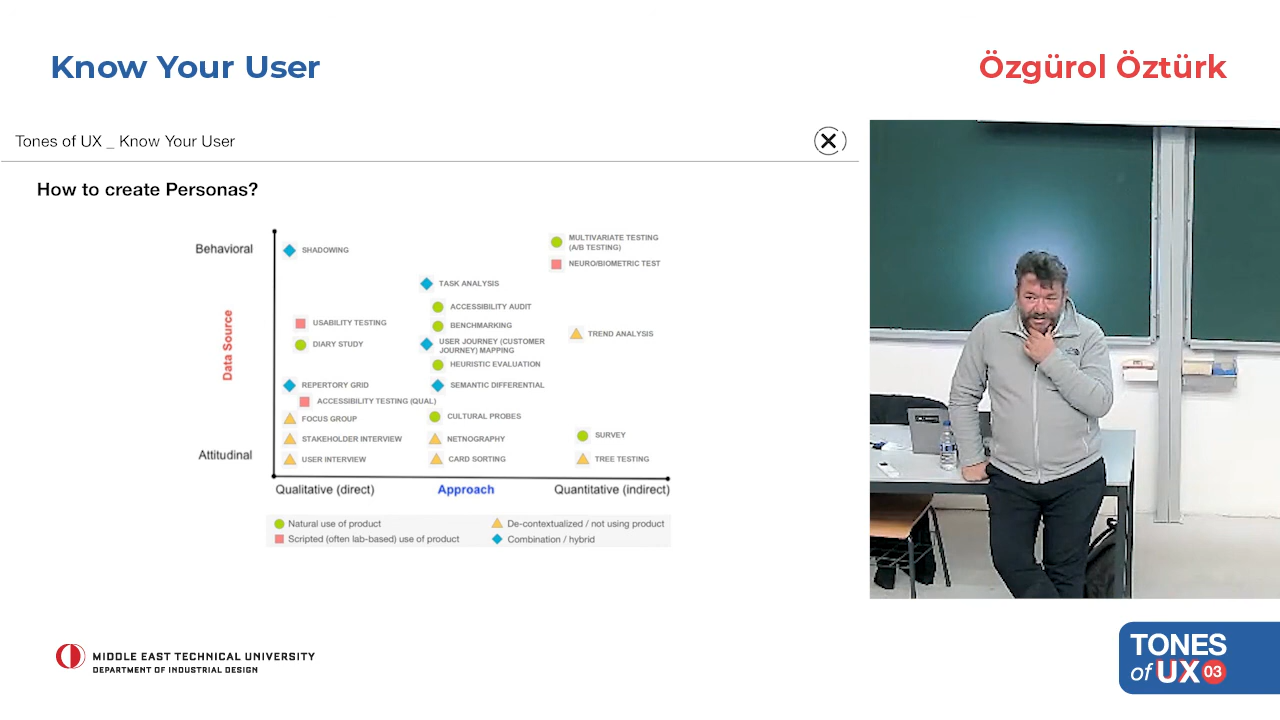 Know Your User
Özgürol Öztürk
Tones of UX _ Know Your User
How to create Personas?
Behavioral
SHADOWING
MULTIVARIATE TESTING
(A/B TESTING)
NEURO/BIOMETRIC TEST
TASK ANALYSIS
ACCESSIBILITY AUDIT
USABILITY TESTING
BENCHMARKING
TREND ANALYSIS
DIARY STUDY
USER JOURNEY (CUSTOMER
JOURNEY) MAPPING
HEURISTIC EVALUATION
Data Source
REPERTORY GRID
SEMANTIC DIFFERENTIAL
ACCESSIBILITY TESTING (QUAL)
FOCUS GROUP
CULTURAL PROBES
STAKEHOLDER INTERVIEW
NETNOGRAPHY
SURVEY
Attitudinal
USER INTERVIEW
CARD SORTING
TREE TESTING
Qualitative (direct)
Approach
Quantitative (indirect)
Natural use of product
De-contextualized / not using product
Scripted (often lab-based) use of product
Combination / hybrid
MIDDLE EAST TECHNICAL UNIVERSITY
DEPARTMENT OF INDUSTRIAL DESIGN
TONES
of UX 03